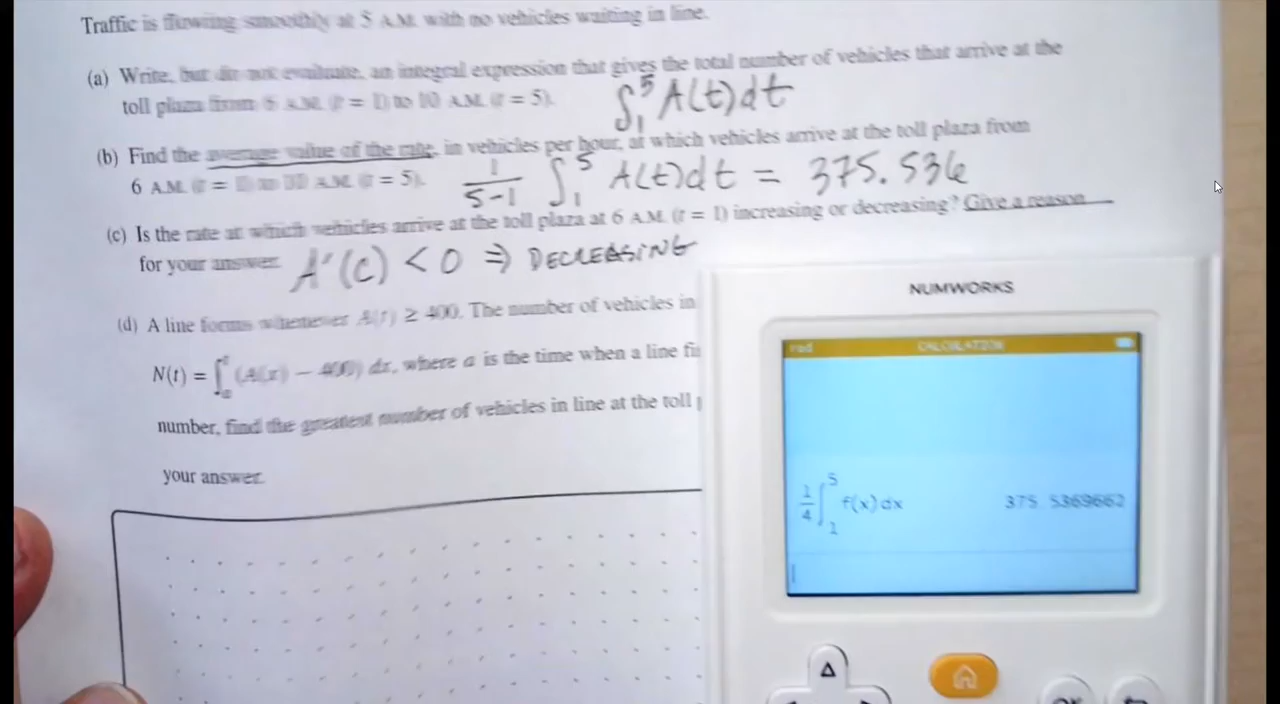 Traffic is flowing smoothly at 5 A.M. with no vehicles waiting in line.
(a) Write, but do not evaluate, an integral expression that gives the total number of vehicles that arrive at the
toll plaza from 6 A.M. (t = 1) to 10 A.M. (t = 5). ∫₁⁵ A(t)dt
(b) Find the average value of the rate, in vehicles per hour, at which vehicles arrive at the toll plaza from
6 A.M. (t = 1) to 10 A.M. (t = 5). 1/(5-1) ∫₁⁵ A(t)dt = 375.536
(c) Is the rate at which vehicles arrive at the toll plaza at 6 A.M. (t = 1) increasing or decreasing? Give a reason
for your answer. A'(C) < 0 ⇒ DECREASING
(d) A line forms whenever A(t) ≥ 400. The number of vehicles in
N(t) = ∫ₐᵗ (A(x) − 400) dx, where a is the time when a line fi
number, find the greatest number of vehicles in line at the toll p
your answer.
NUMWORKS
rad CALCULATION
1/4 ∫₁⁵ f(x)dx 375.5369662
OK